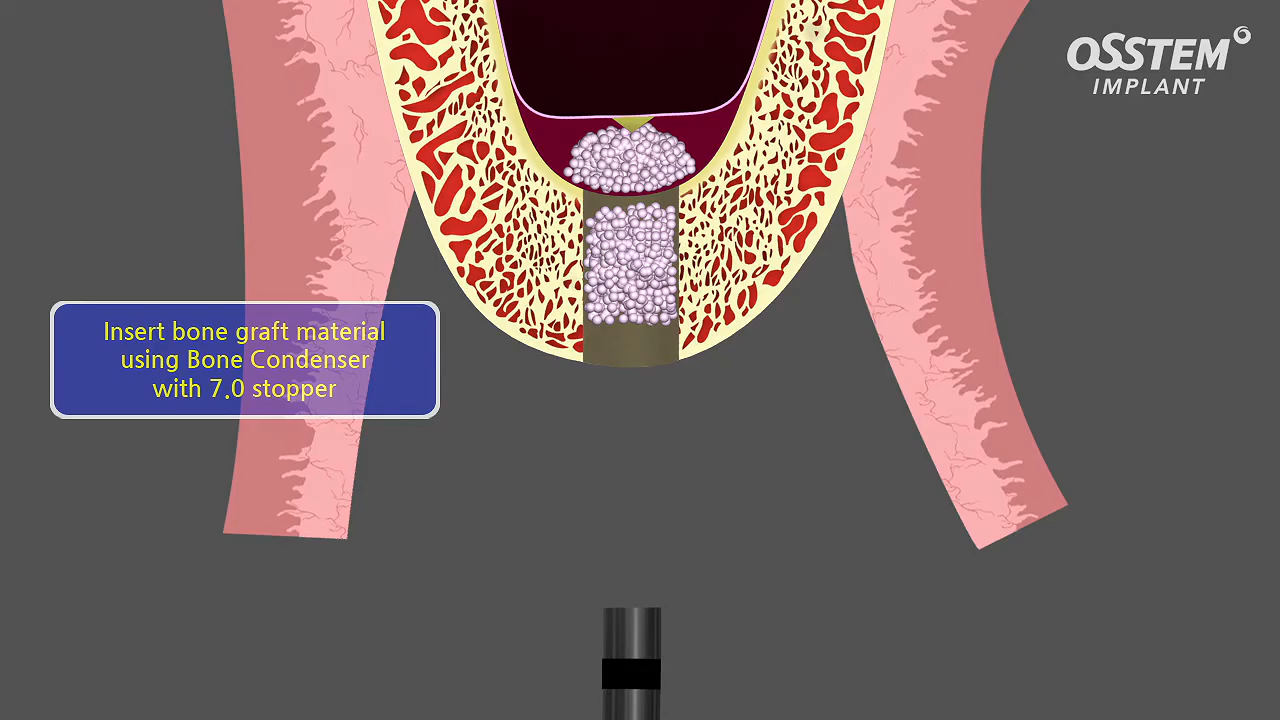 OSSTEM
IMPLANT
Insert bone graft material
using Bone Condenser
with 7.0 stopper